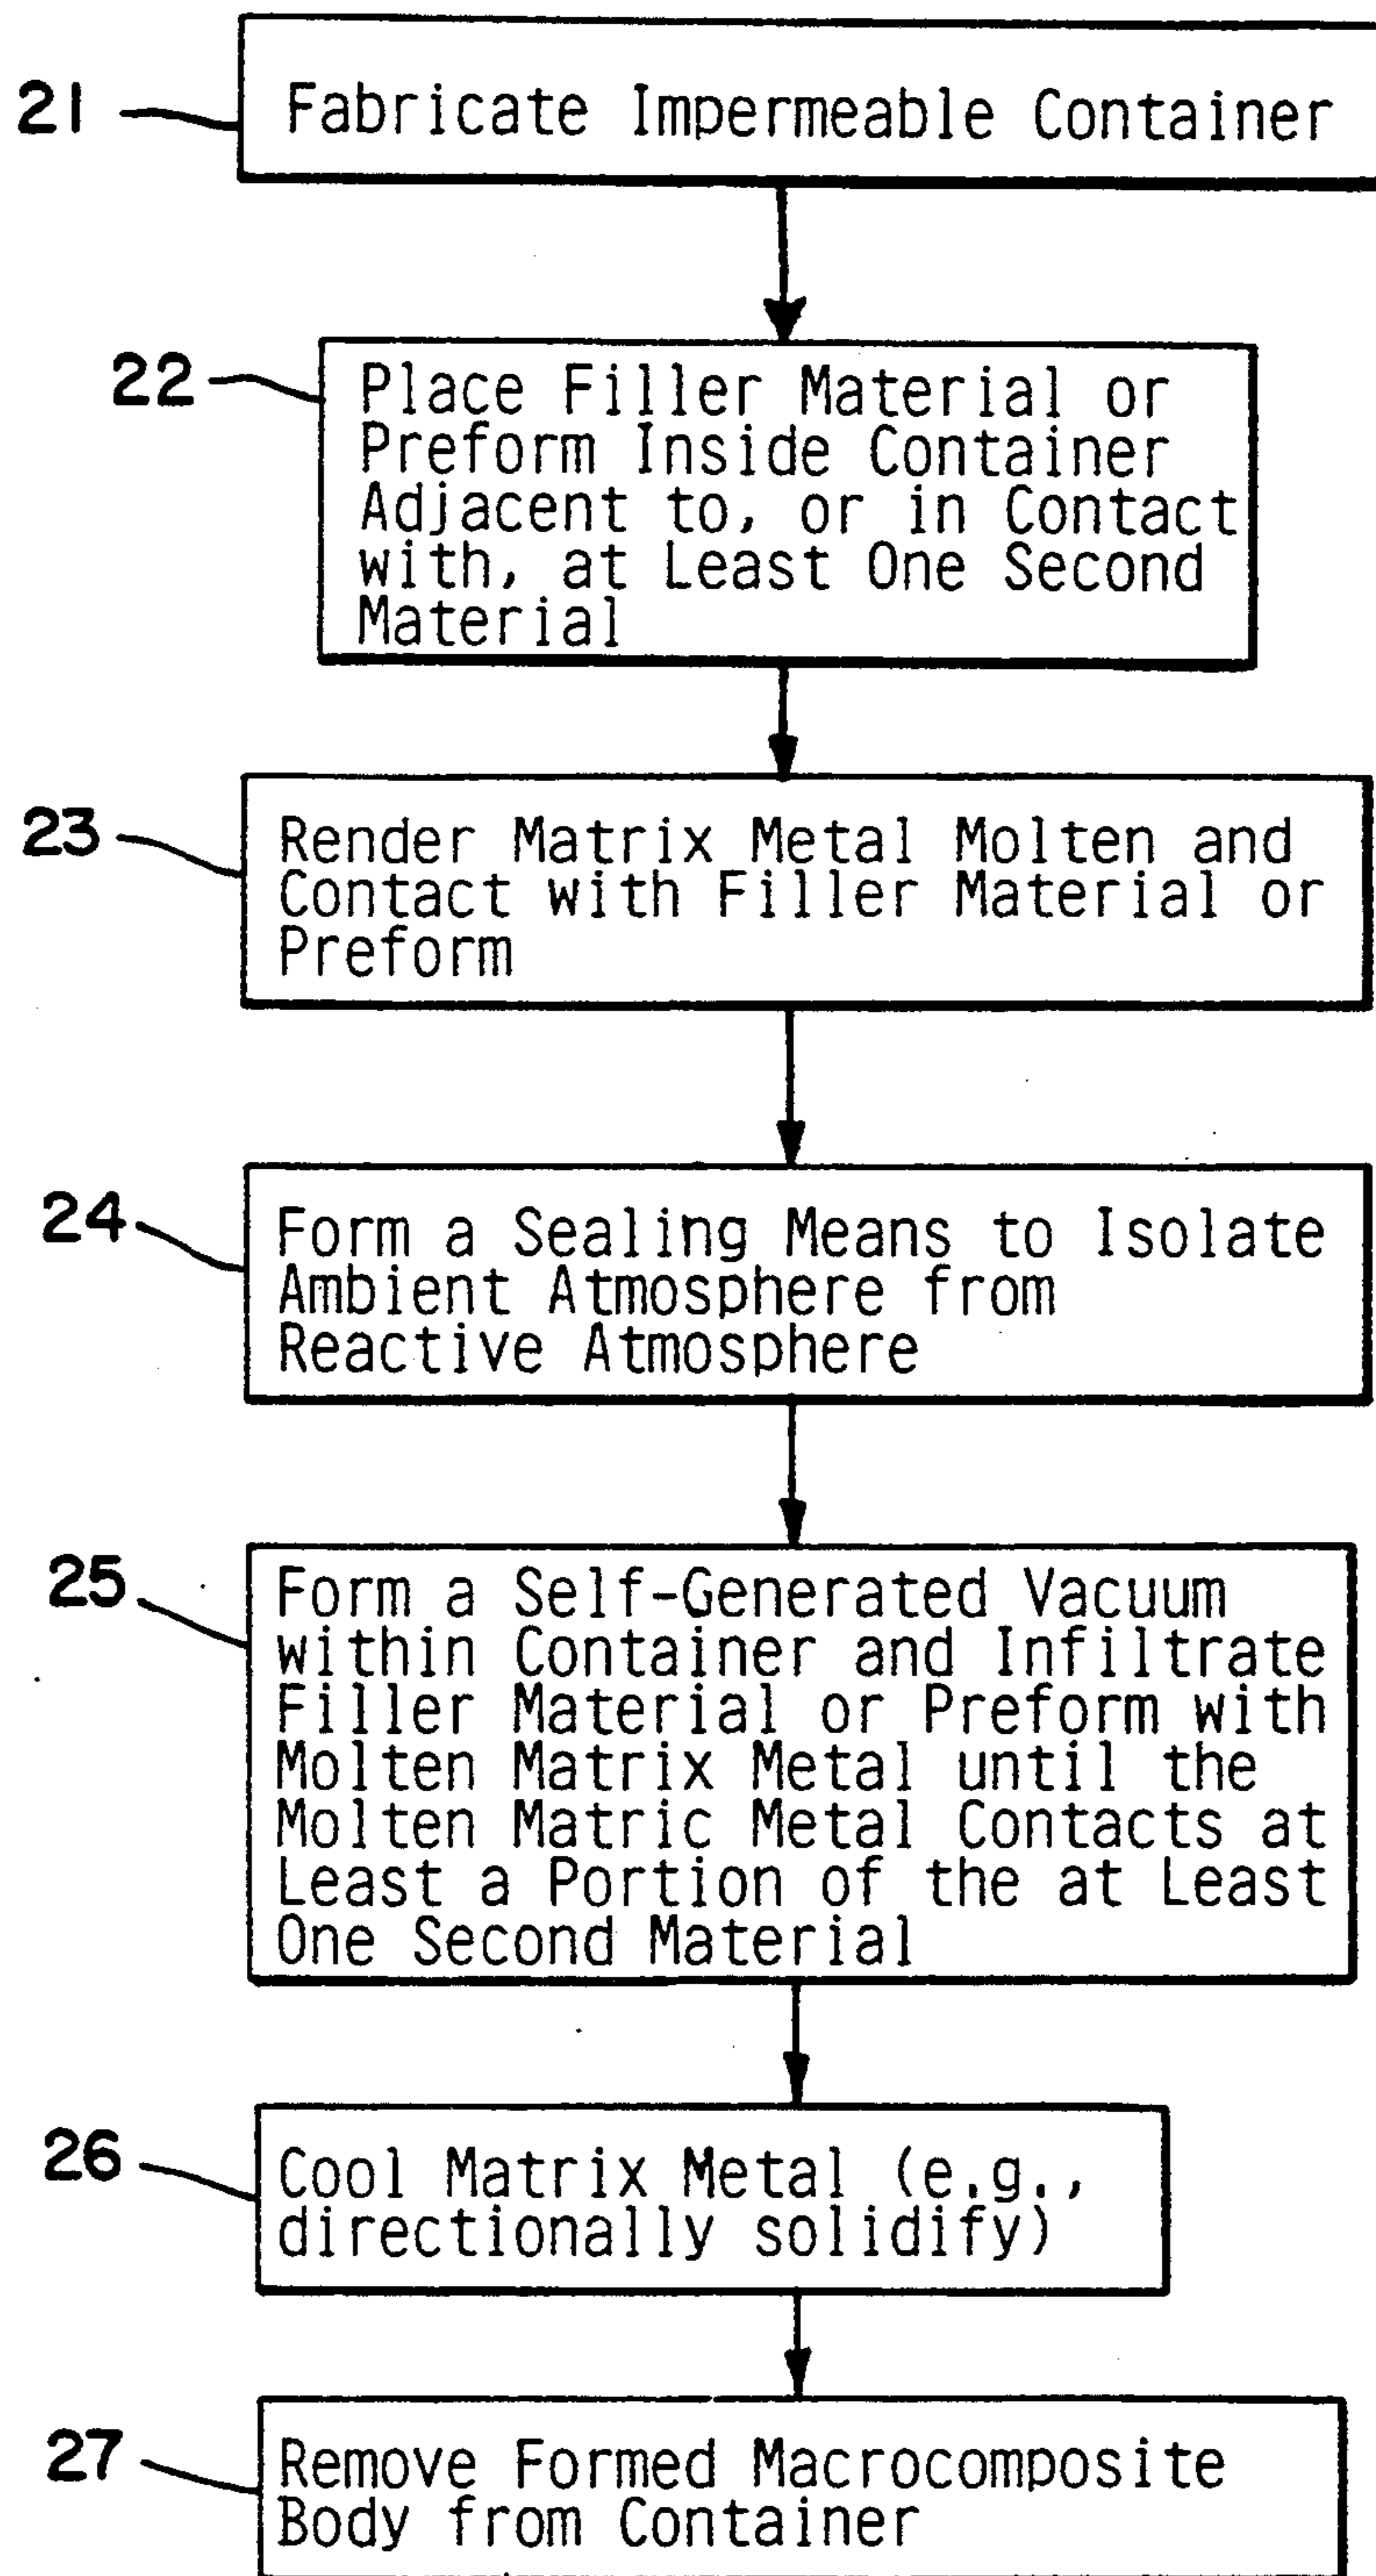 21
Fabricate Impermeable Container
22
Place Filler Material or
Preform Inside Container
Adjacent to, or in Contact
with, at Least One Second
Material
23
Render Matrix Metal Molten and
Contact with Filler Material or
Preform
24
Form a Sealing Means to Isolate
Ambient Atmosphere from
Reactive Atmosphere
25
Form a Self-Generated Vacuum
within Container and Infiltrate
Filler Material or Preform with
Molten Matrix Metal until the
Molten Matric Metal Contacts at
Least a Portion of the at Least
One Second Material
26
Cool Matrix Metal (e.g.,
directionally solidify)
27
Remove Formed Macrocomposite
Body from Container